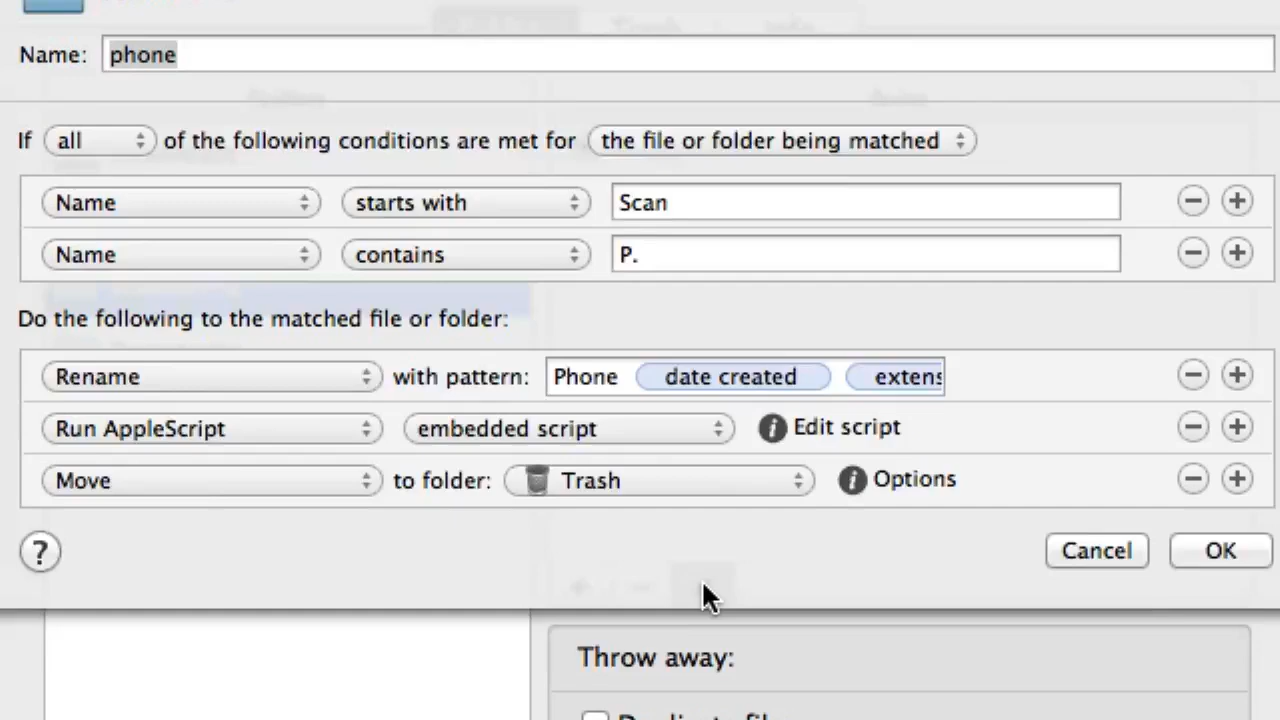 Name: phone
If all of the following conditions are met for the file or folder being matched
Name starts with Scan
Name contains P.
Do the following to the matched file or folder:
Rename with pattern: Phone date created extens
Run AppleScript embedded script i Edit script
Move to folder: Trash i Options
? Cancel OK
Throw away: